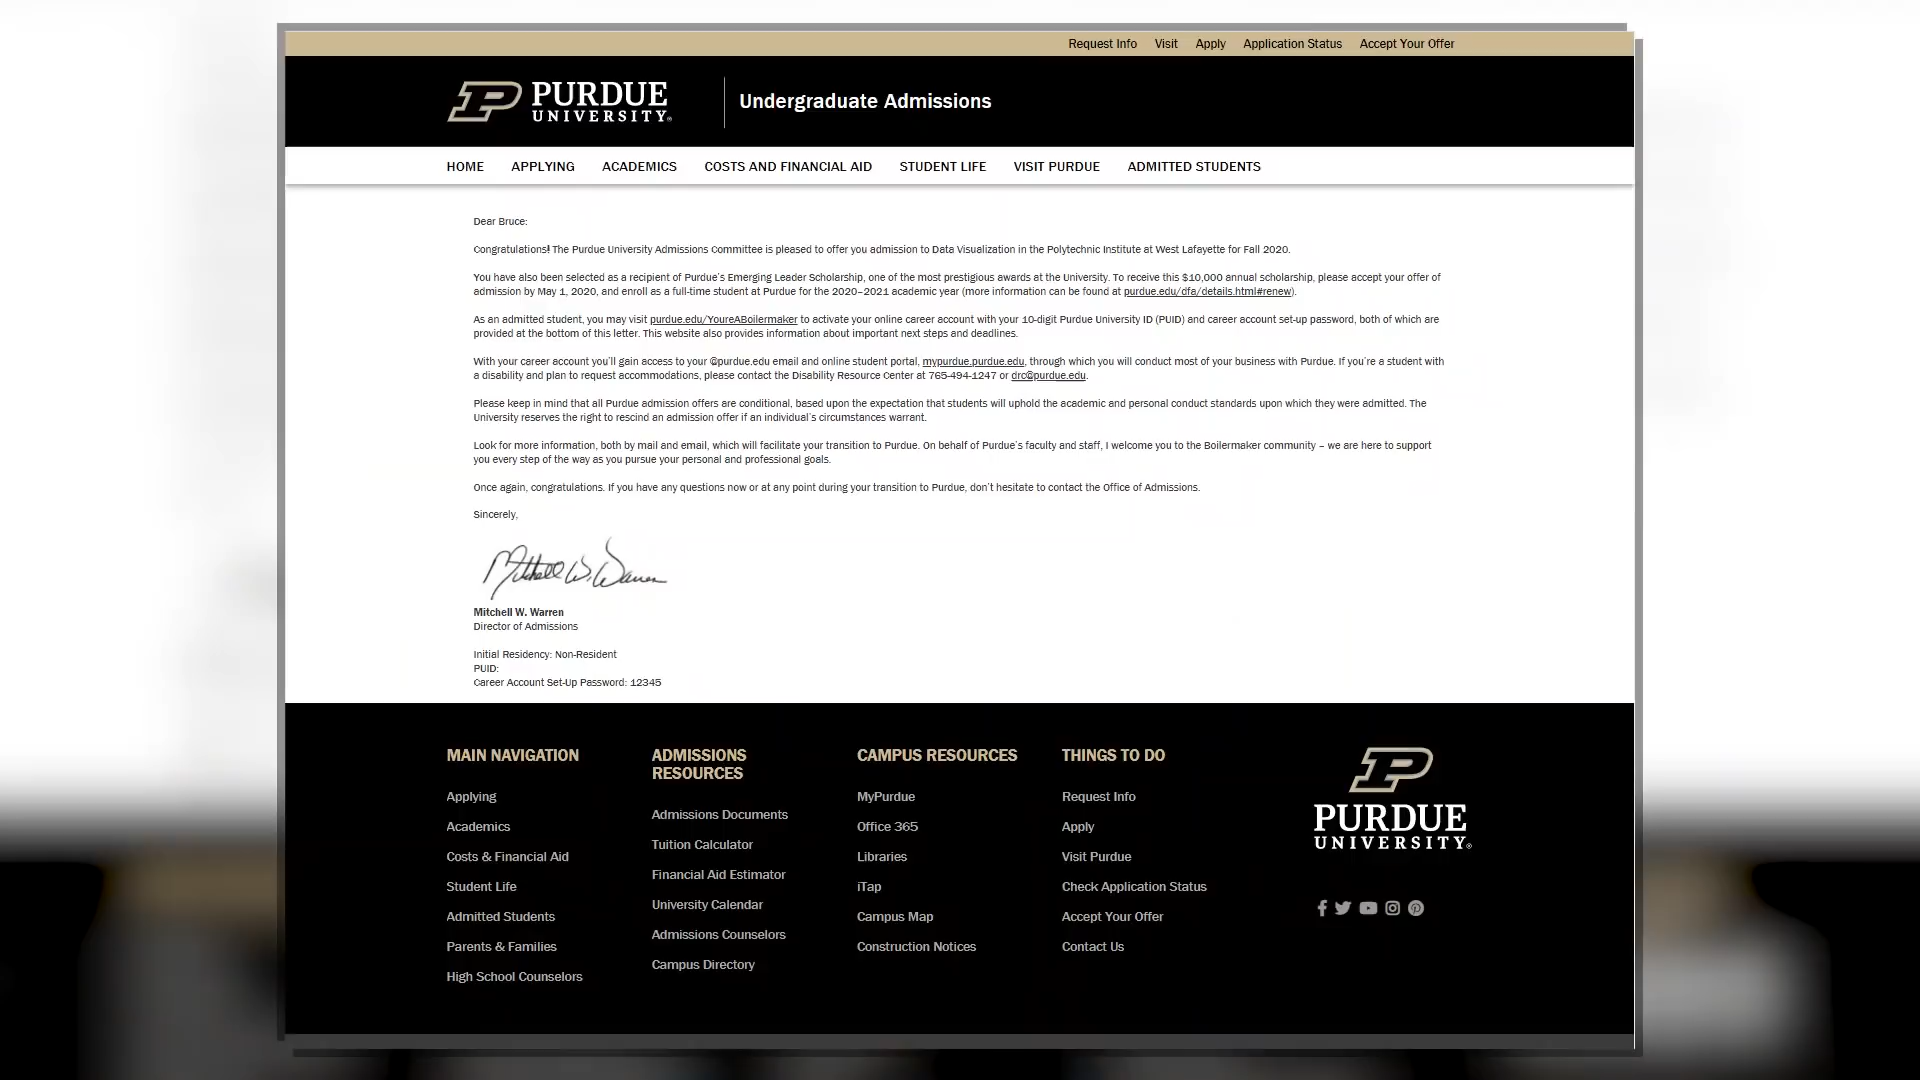 Request Info Visit Apply Application Status Accept Your Offer
PURDUE
UNIVERSITY®
Undergraduate Admissions
HOME APPLYING ACADEMICS COSTS AND FINANCIAL AID STUDENT LIFE VISIT PURDUE ADMITTED STUDENTS
Dear Bruce:
Congratulations! The Purdue University Admissions Committee is pleased to offer you admission to Data Visualization in the Polytechnic Institute at West Lafayette for Fall 2020.
You have also been selected as a recipient of Purdue's Emerging Leader Scholarship, one of the most prestigious awards at the University. To receive this $10,000 annual scholarship, please accept your offer of
admission by May 1, 2020, and enroll as a full-time student at Purdue for the 2020–2021 academic year (more information can be found at purdue.edu/dfa/details.html#renew).
As an admitted student, you may visit purdue.edu/YoureABoilermaker to activate your online career account with your 10-digit Purdue University ID (PUID) and career account set-up password, both of which are
provided at the bottom of this letter. This website also provides information about important next steps and deadlines.
With your career account you'll gain access to your @purdue.edu email and online student portal, mypurdue.purdue.edu, through which you will conduct most of your business with Purdue. If you're a student with
a disability and plan to request accommodations, please contact the Disability Resource Center at 765-494-1247 or drc@purdue.edu.
Please keep in mind that all Purdue admission offers are conditional, based upon the expectation that students will uphold the academic and personal conduct standards upon which they were admitted. The
University reserves the right to rescind an admission offer if an individual's circumstances warrant.
Look for more information, both by mail and email, which will facilitate your transition to Purdue. On behalf of Purdue's faculty and staff, I welcome you to the Boilermaker community – we are here to support
you every step of the way as you pursue your personal and professional goals.
Once again, congratulations. If you have any questions now or at any point during your transition to Purdue, don't hesitate to contact the Office of Admissions.
Sincerely,
Mitchell W. Warren
Mitchell W. Warren
Director of Admissions
Initial Residency: Non-Resident
PUID:
Career Account Set-Up Password: 12345
MAIN NAVIGATION
Applying
Academics
Costs & Financial Aid
Student Life
Admitted Students
Parents & Families
High School Counselors
ADMISSIONS
RESOURCES
Admissions Documents
Tuition Calculator
Financial Aid Estimator
University Calendar
Admissions Counselors
Campus Directory
CAMPUS RESOURCES
MyPurdue
Office 365
Libraries
iTap
Campus Map
Construction Notices
THINGS TO DO
Request Info
Apply
Visit Purdue
Check Application Status
Accept Your Offer
Contact Us
PURDUE
UNIVERSITY®